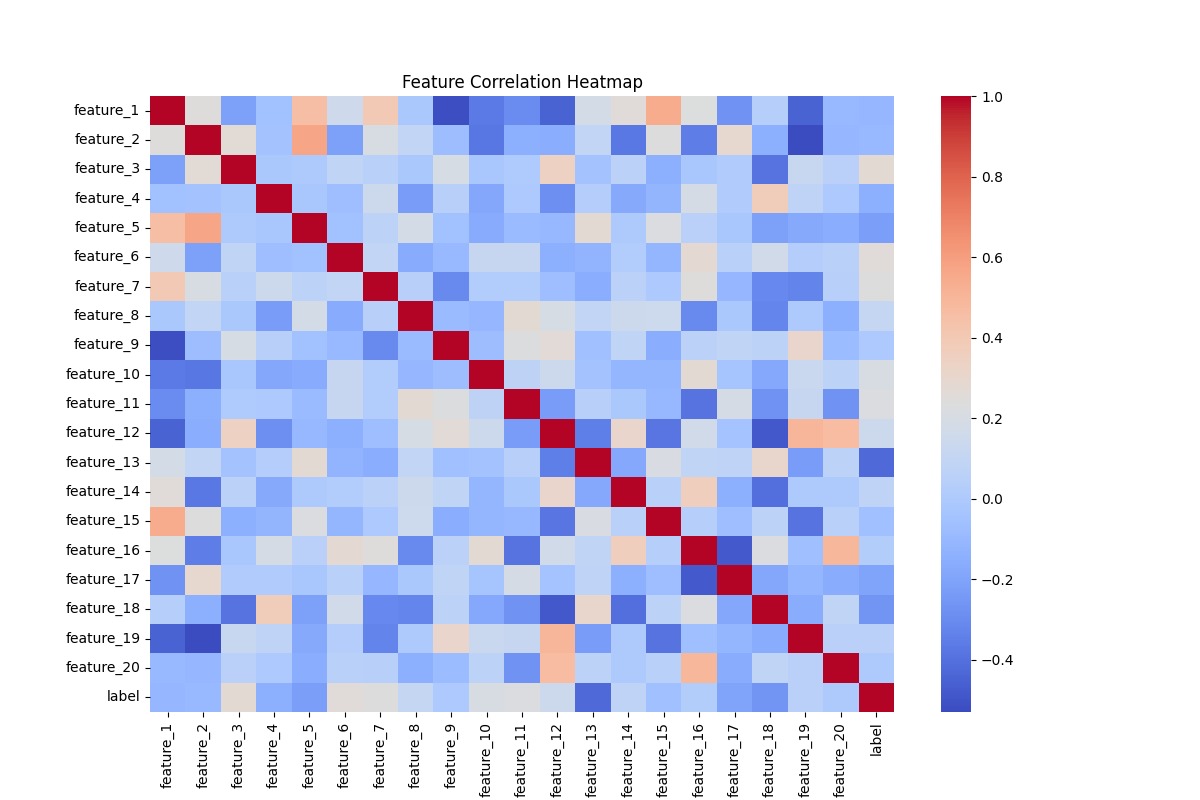 Feature Correlation Heatmap
feature_1
feature_2
feature_3
feature_4
feature_5
feature_6
feature_7
feature_8
feature_9
feature_10
feature_11
feature_12
feature_13
feature_14
feature_15
feature_16
feature_17
feature_18
feature_19
feature_20
label
feature_1
feature_2
feature_3
feature_4
feature_5
feature_6
feature_7
feature_8
feature_9
feature_10
feature_11
feature_12
feature_13
feature_14
feature_15
feature_16
feature_17
feature_18
feature_19
feature_20
label
1.0
0.8
0.6
0.4
0.2
0.0
−0.2
−0.4